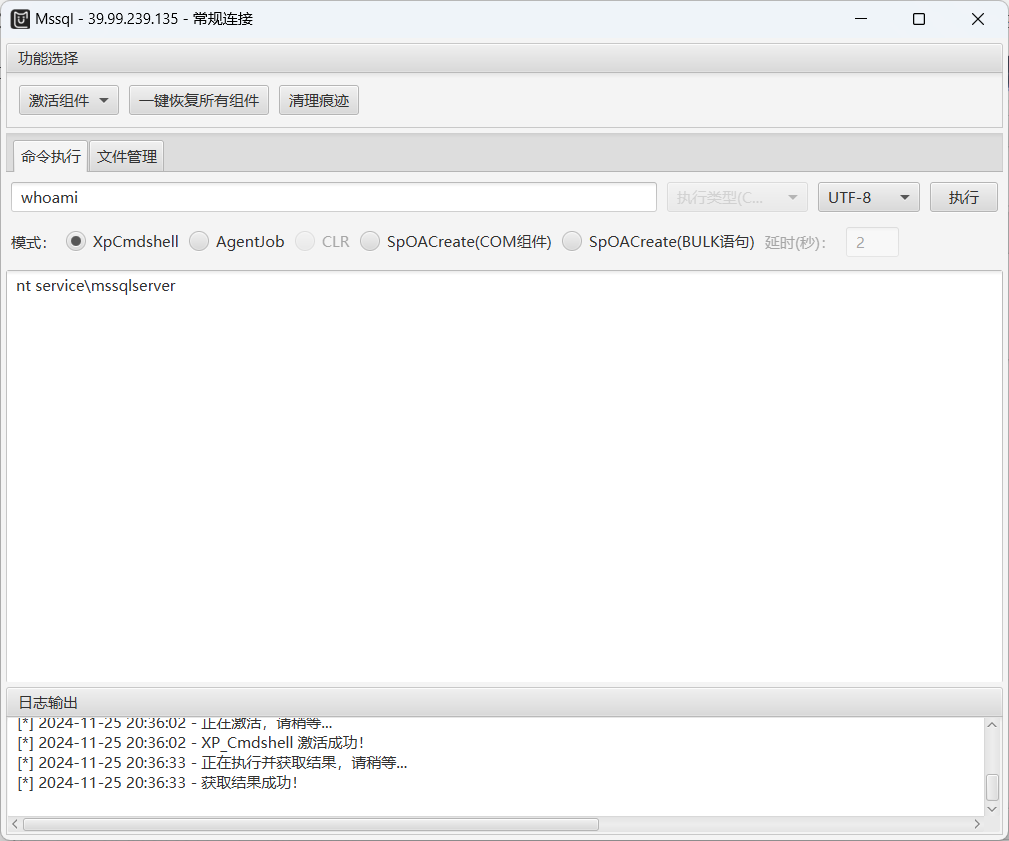 Mssql - 39.99.239.135 - 常规连接
功能选择
激活组件 一键恢复所有组件 清理痕迹
命令执行 文件管理
whoami 执行类型(C... UTF-8 执行
模式： XpCmdshell AgentJob CLR SpOACreate(COM组件) SpOACreate(BULK语句) 延时(秒)： 2
nt service\mssqlserver
日志输出
[*] 2024-11-25 20:36:02 - 正在激活，请稍等...
[*] 2024-11-25 20:36:02 - XP_Cmdshell 激活成功！
[*] 2024-11-25 20:36:33 - 正在执行并获取结果，请稍等...
[*] 2024-11-25 20:36:33 - 获取结果成功！